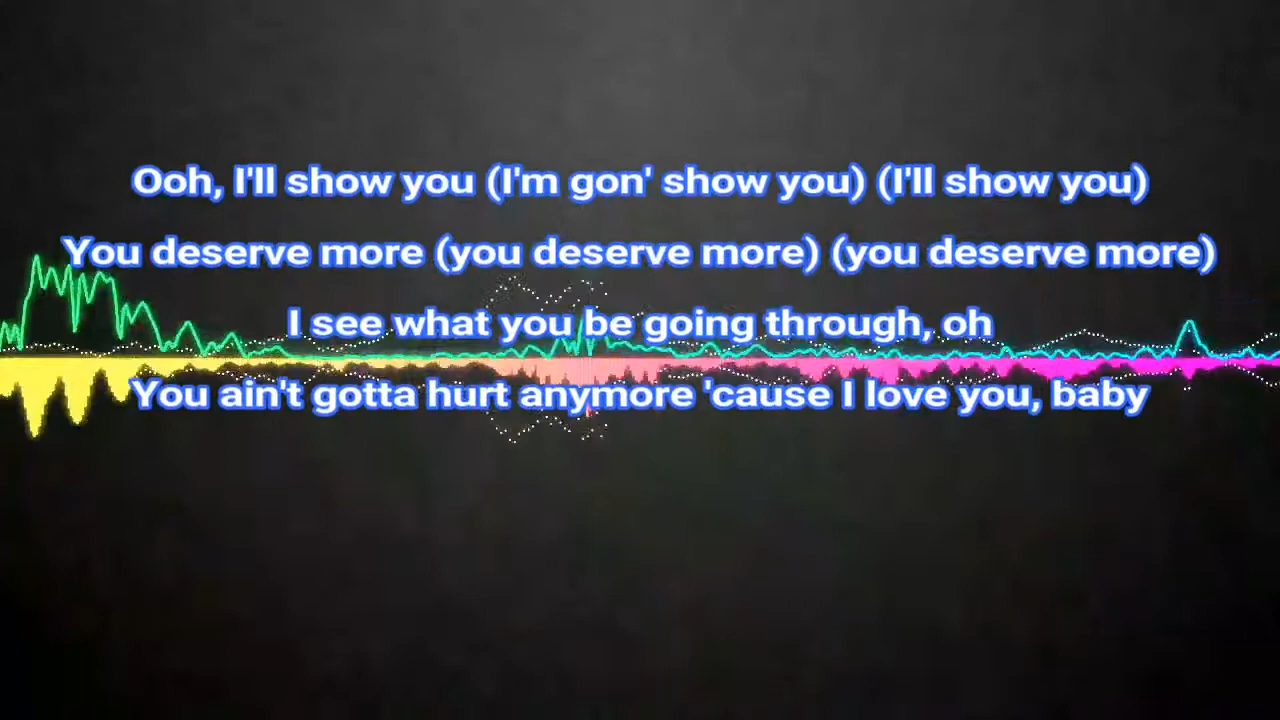 Ooh, I'll show you (I'm gon' show you) (I'll show you)
You deserve more (you deserve more) (you deserve more)
I see what you be going through, oh
You ain't gotta hurt anymore 'cause I love you, baby